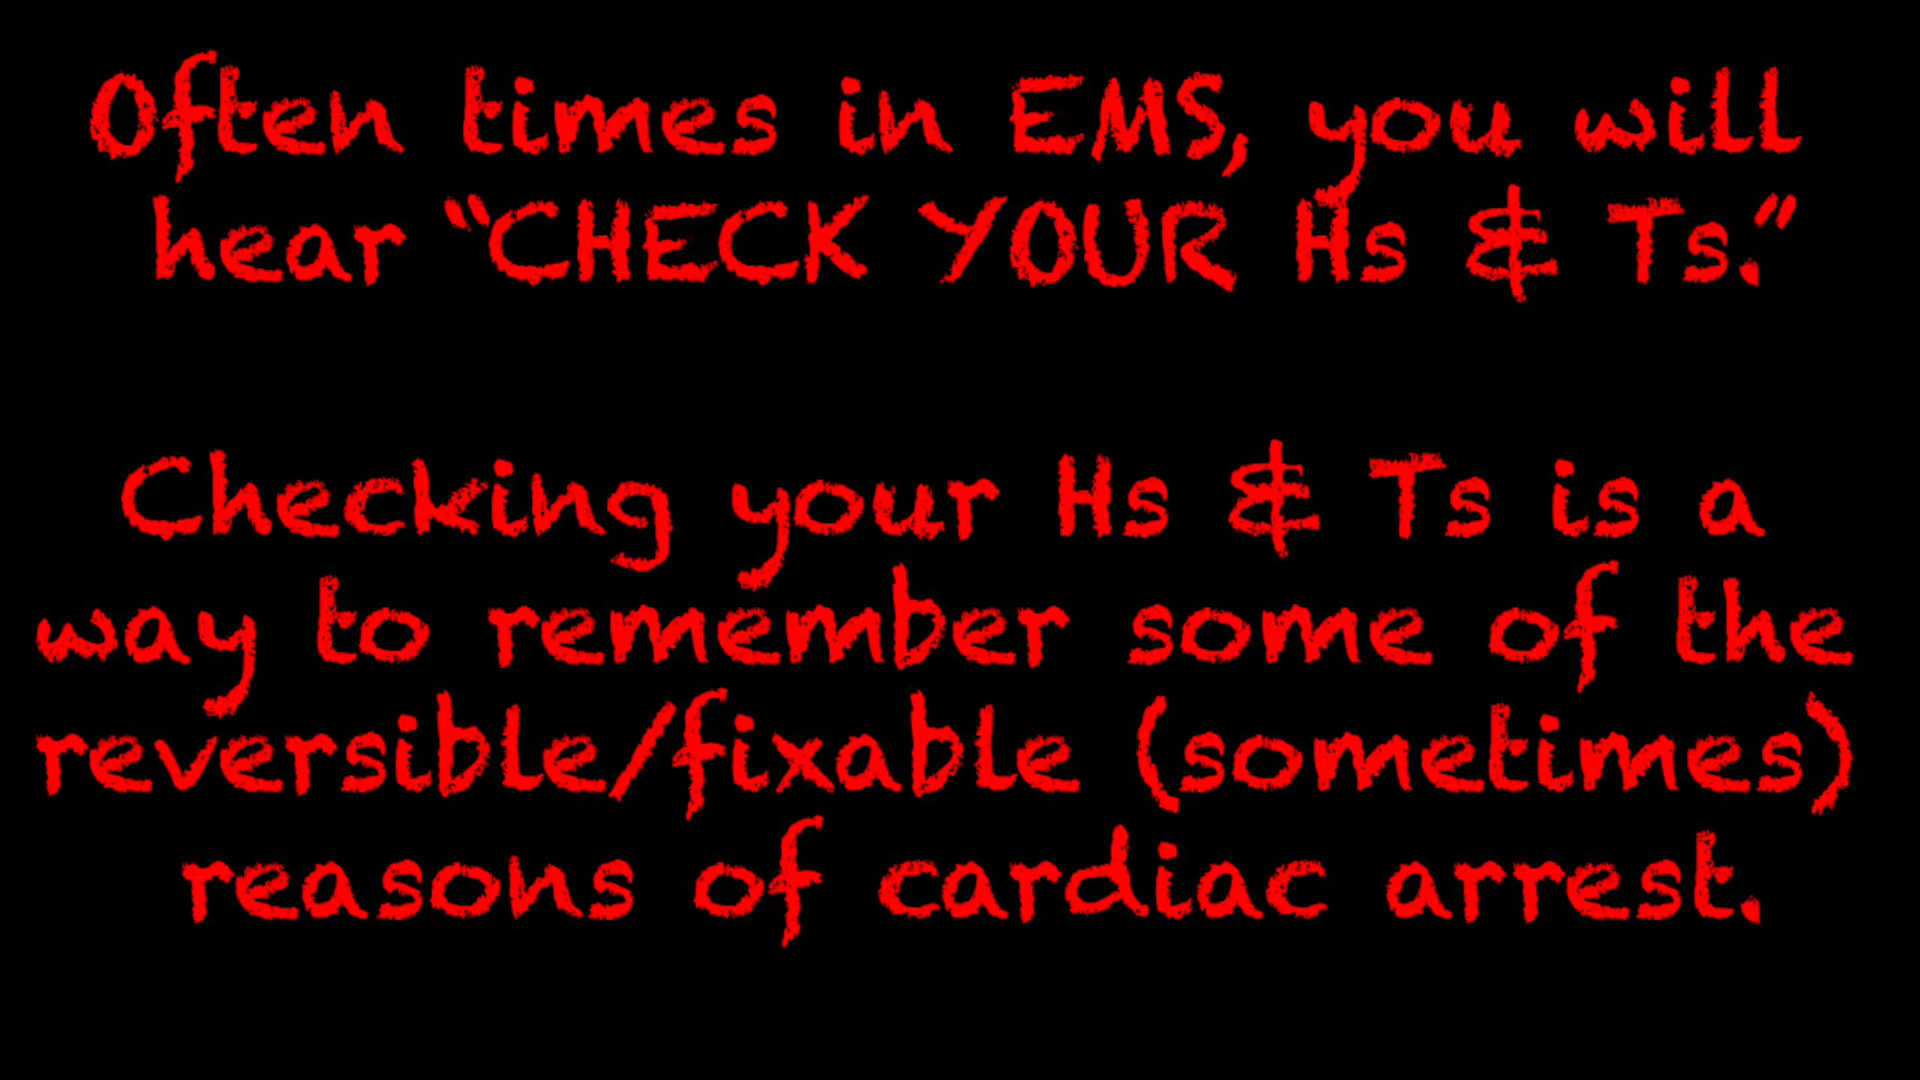 Often times in EMS, you will
hear “CHECK YOUR Hs & Ts.”
Checking your Hs & Ts is a
way to remember some of the
reversible/fixable (sometimes)
reasons of cardiac arrest.